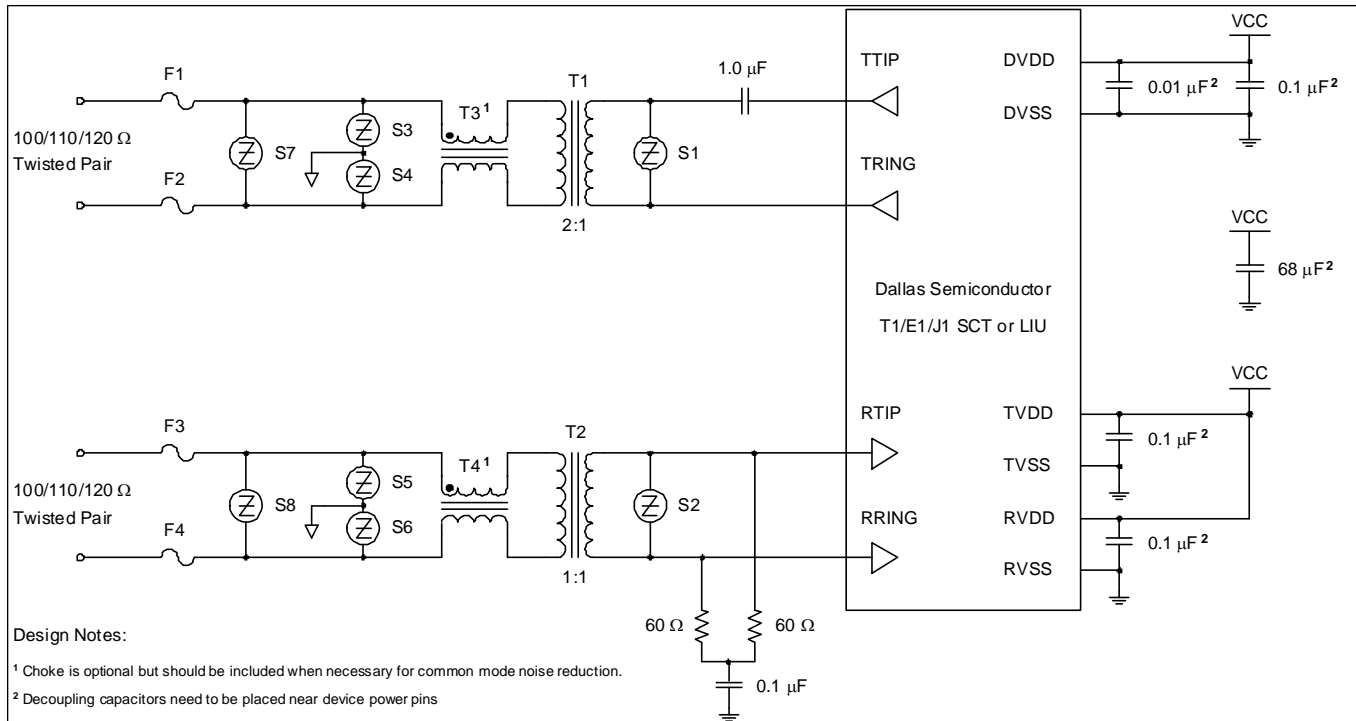 VCC
F1
T3¹
T1
1.0 μF
TTIP
DVDD
0.01 μF²
0.1 μF²
S3
100/110/120 Ω
Twisted Pair
S7
S1
DVSS
S4
TRING
F2
2:1
VCC
68 μF²
Dallas Semiconductor
T1/E1/J1 SCT or LIU
VCC
F3
T4¹
T2
RTIP
TVDD
0.1 μF²
S5
TVSS
100/110/120 Ω
Twisted Pair
S8
S2
S6
RRING
RVDD
F4
0.1 μF²
RVSS
1:1
60 Ω
60 Ω
0.1 μF
Design Notes:
¹ Choke is optional but should be included when necessary for common mode noise reduction.
² Decoupling capacitors need to be placed near device power pins